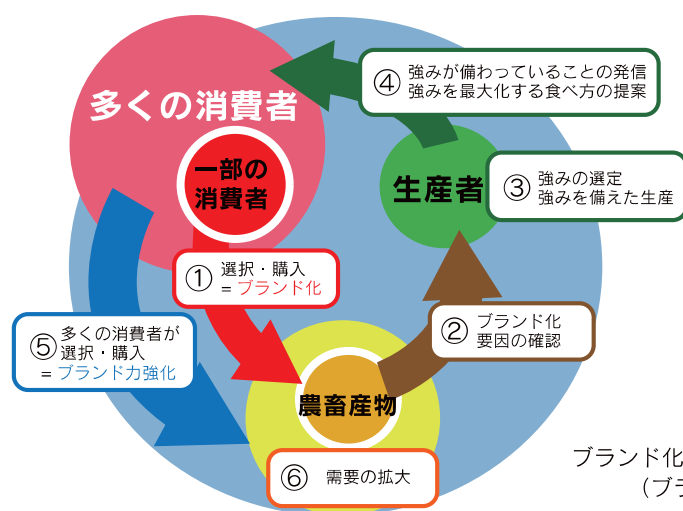 多くの消費者
一部の
消費者
生産者
農畜産物
① 選択・購入
= ブランド化
② ブランド化
要因の確認
③ 強みの選定
強みを備えた生産
④ 強みが備わっていることの発信
強みを最大化する食べ方の提案
⑤ 多くの消費者が
選択・購入
= ブランド力強化
⑥ 需要の拡大
ブランド化
（ブラ